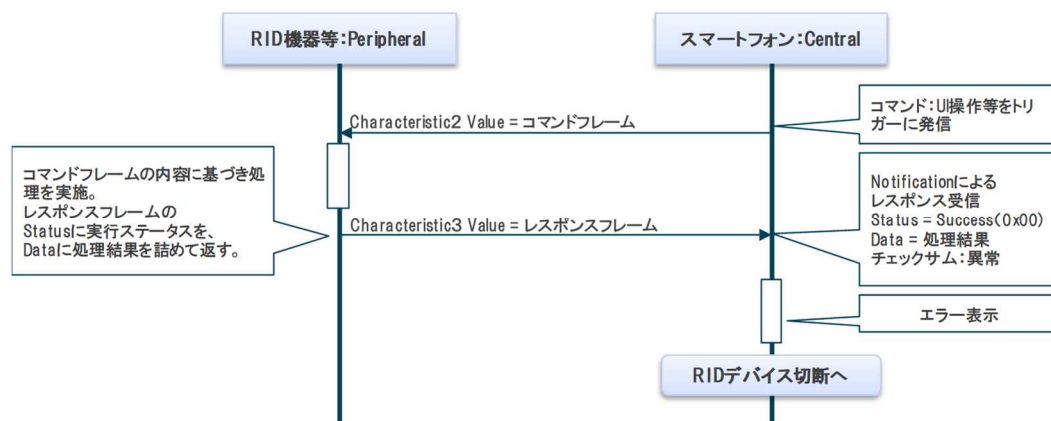 RID機器等:Peripheral
スマートフォン:Central
コマンド:UI操作等をトリ
ガーに発信
Characteristic2 Value = コマンドフレーム
コマンドフレームの内容に基づき処
理を実施。
レスポンスフレームの
Statusに実行ステータスを、
Dataに処理結果を詰めて返す。
Notificationによる
レスポンス受信
Status = Success(0x00)
Data = 処理結果
チェックサム:異常
Characteristic3 Value = レスポンスフレーム
エラー表示
RIDデバイス切断へ